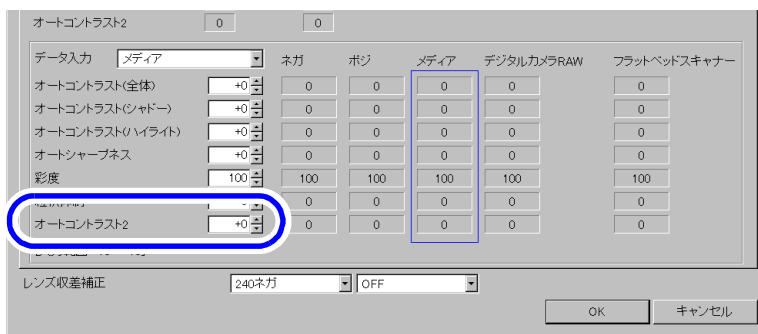 オートコントラスト2 0 0
データ入力 メディア ネガ ポジ メディア デジタルカメラRAW フラットベッドスキャナー
オートコントラスト(全体) +0 0 0 0 0 0
オートコントラスト(シャドー) +0 0 0 0 0 0
オートコントラスト(ハイライト) +0 0 0 0 0 0
オートシャープネス +0 0 0 0 0 0
彩度 100 100 100 100 100 100
0 0 0 0 0
オートコントラスト2 +0 0 0 0 0 0
レンズ収差補正 240ネガ OFF
OK キャンセル